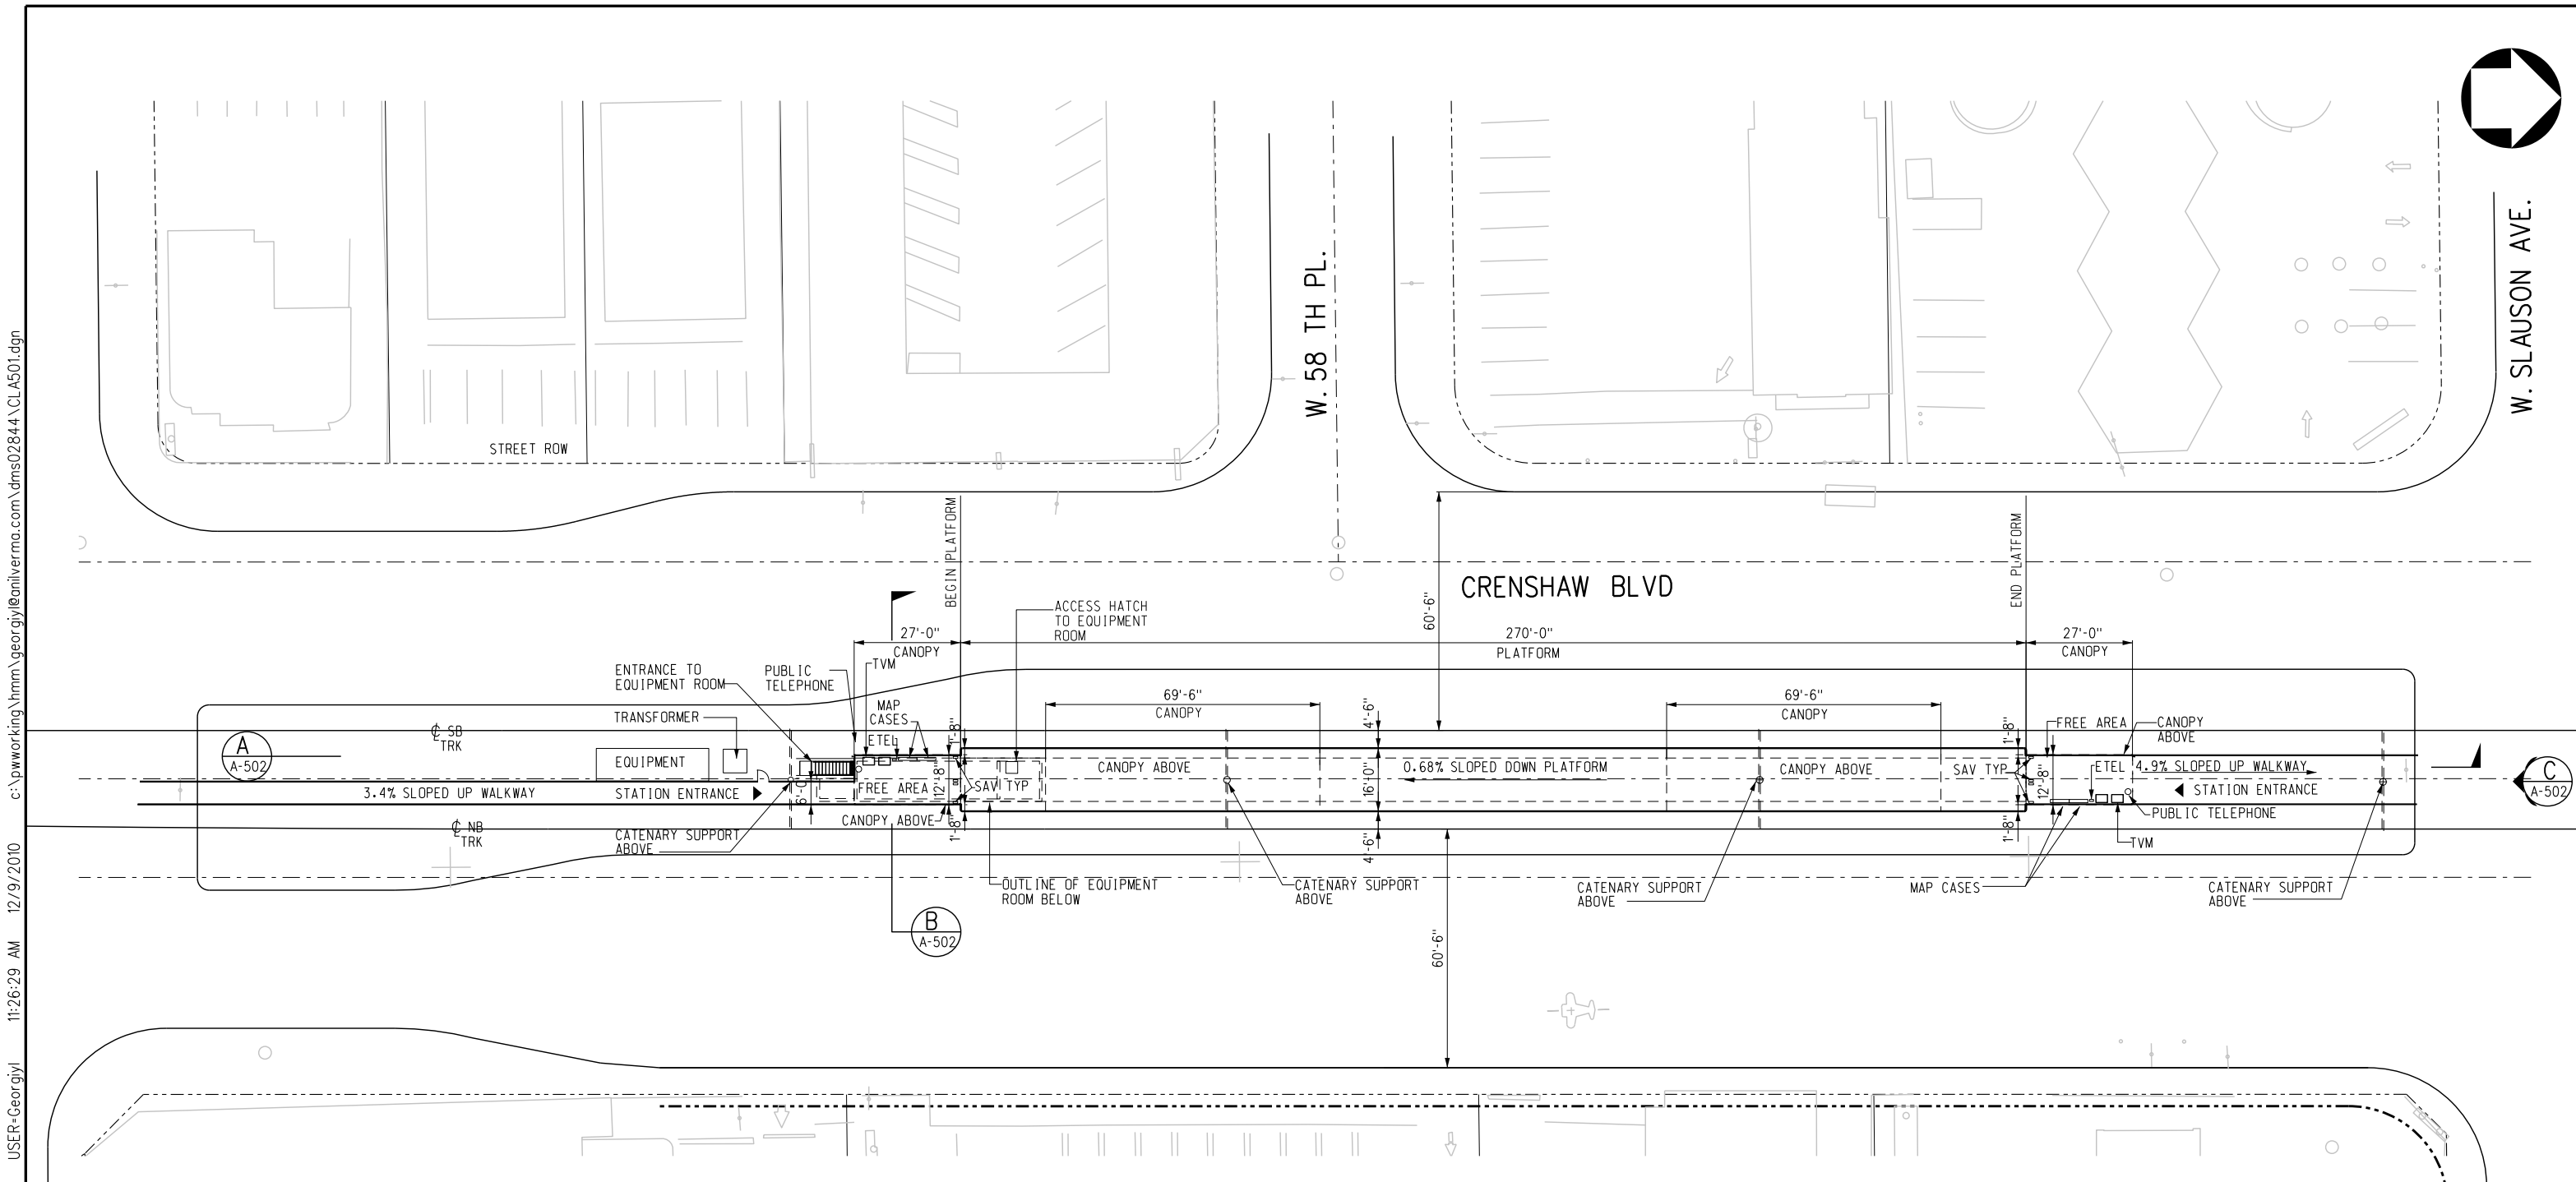 W. SLAUSON AVE.
W. 58 TH PL.
STREET ROW
BEGIN PLATFORM
END PLATFORM
CRENSHAW BLVD
60'-6"
ACCESS HATCH
TO EQUIPMENT
ROOM
27'-0"
CANOPY
270'-0"
PLATFORM
27'-0"
CANOPY
TVM
ENTRANCE TO
EQUIPMENT ROOM
PUBLIC
TELEPHONE
MAP
CASES
69'-6"
CANOPY
69'-6"
CANOPY
TRANSFORMER
ETEL
1'-8"
4'-6"
1'-8"
FREE AREA
CANOPY
ABOVE
℄ SB
TRK
A
A-502
EQUIPMENT
CANOPY ABOVE
0.68% SLOPED DOWN PLATFORM
CANOPY ABOVE
SAV TYP
ETEL
4.9% SLOPED UP WALKWAY
C
A-502
3.4% SLOPED UP WALKWAY
STATION ENTRANCE
6'-0"
FREE AREA
12'-8"
SAV TYP
16'-0"
12'-8"
STATION ENTRANCE
CANOPY ABOVE
PUBLIC TELEPHONE
℄ NB
TRK
CATENARY SUPPORT
ABOVE
1'-8"
4'-6"
1'-8"
TVM
OUTLINE OF EQUIPMENT
ROOM BELOW
CATENARY SUPPORT
ABOVE
CATENARY SUPPORT
ABOVE
MAP CASES
CATENARY SUPPORT
ABOVE
B
A-502
60'-6"
USER=Georgiyl 11:26:29 AM 12/9/2010 c:\pwworking\hmm\georgiyl@anilverma.com\dms02844\CLA501.dgn